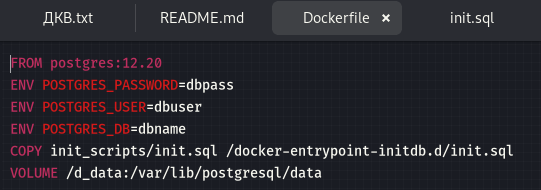 ДКВ.txt README.md Dockerfile × init.sql
FROM postgres:12.20
ENV POSTGRES_PASSWORD=dbpass
ENV POSTGRES_USER=dbuser
ENV POSTGRES_DB=dbname
COPY init_scripts/init.sql /docker-entrypoint-initdb.d/init.sql
VOLUME /d_data:/var/lib/postgresql/data